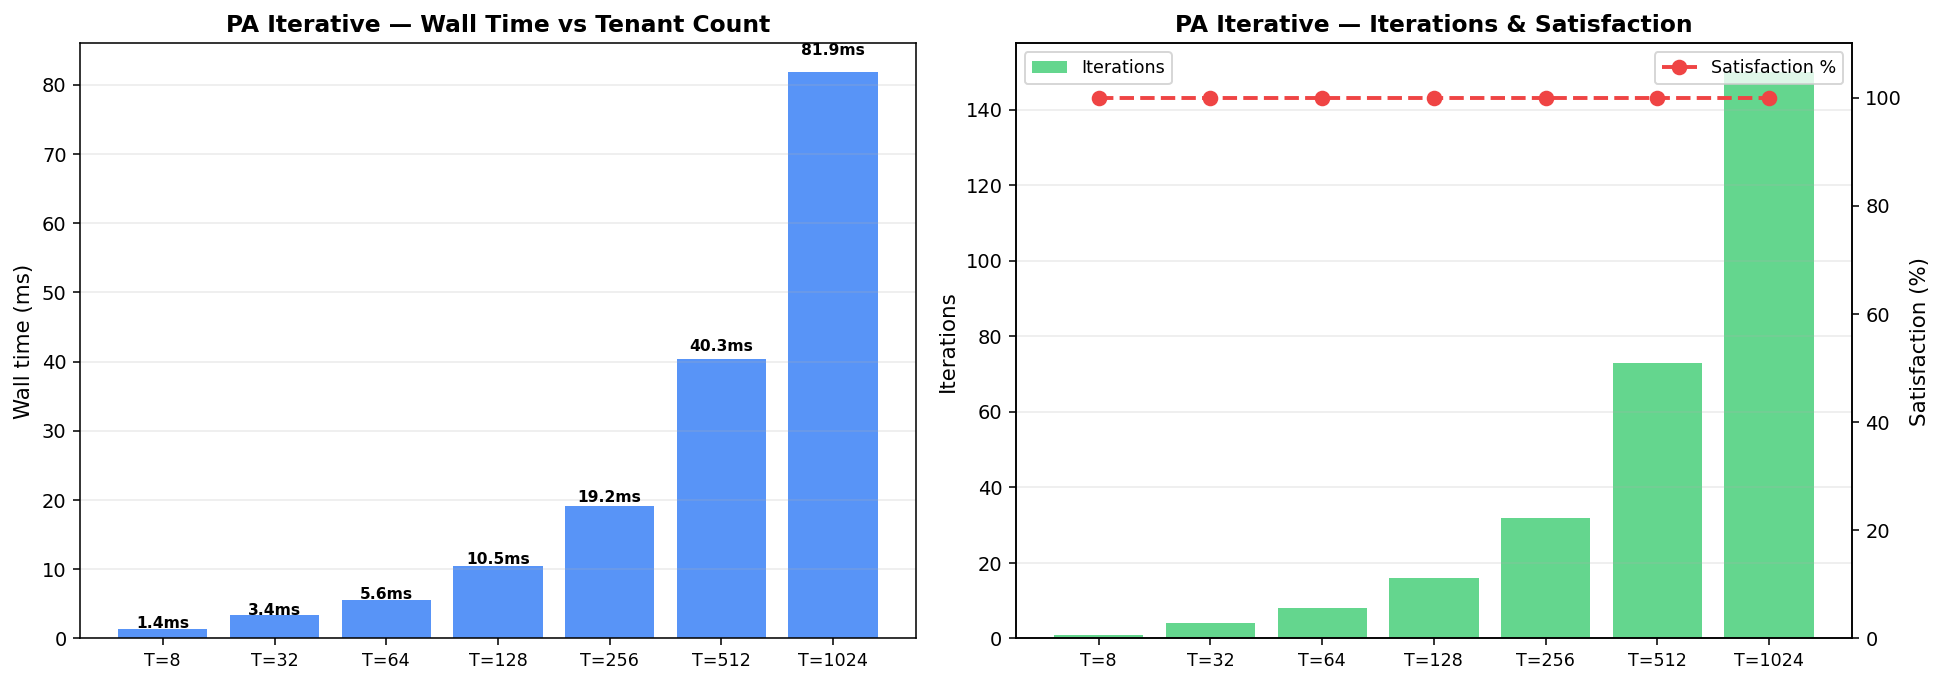 PA Iterative — Wall Time vs Tenant Count
Wall time (ms)
80
70
60
50
40
30
20
10
0
1.4ms
3.4ms
5.6ms
10.5ms
19.2ms
40.3ms
81.9ms
T=8
T=32
T=64
T=128
T=256
T=512
T=1024
PA Iterative — Iterations & Satisfaction
Iterations
Satisfaction %
Iterations
140
120
100
80
60
40
20
0
T=8
T=32
T=64
T=128
T=256
T=512
T=1024
100
80
60
40
20
0
Satisfaction (%)